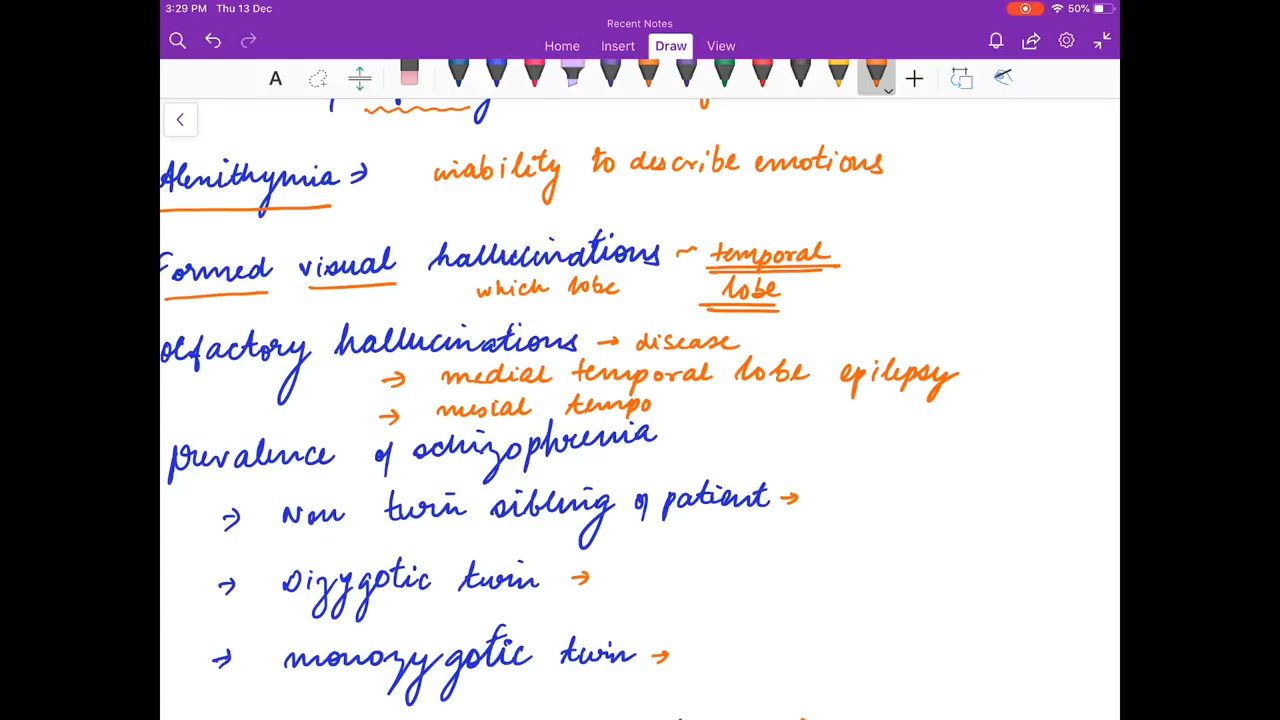 3:29 PM Thu 13 Dec
50%
Recent Notes
Home Insert Draw View
A
Alenithymia → inability to describe emotions
Formed visual hallucinations ~ temporal
which lobe lobe
olfactory hallucinations → disease
→ medial temporal lobe epilepsy
→ mesial tempo
prevalence of schizophrenia
→ Non twin sibling of patient →
→ Dizygotic twin →
→ monozygotic twin →